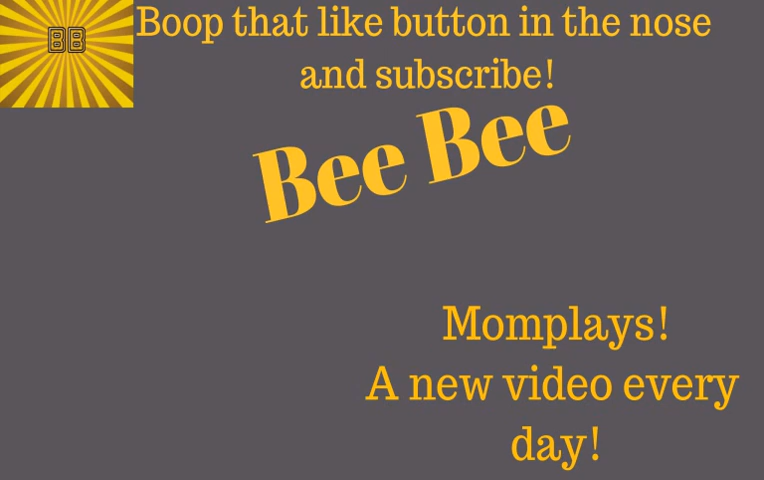 BB
Boop that like button in the nose
and subscribe!
Bee Bee
Momplays!
A new video every
day!